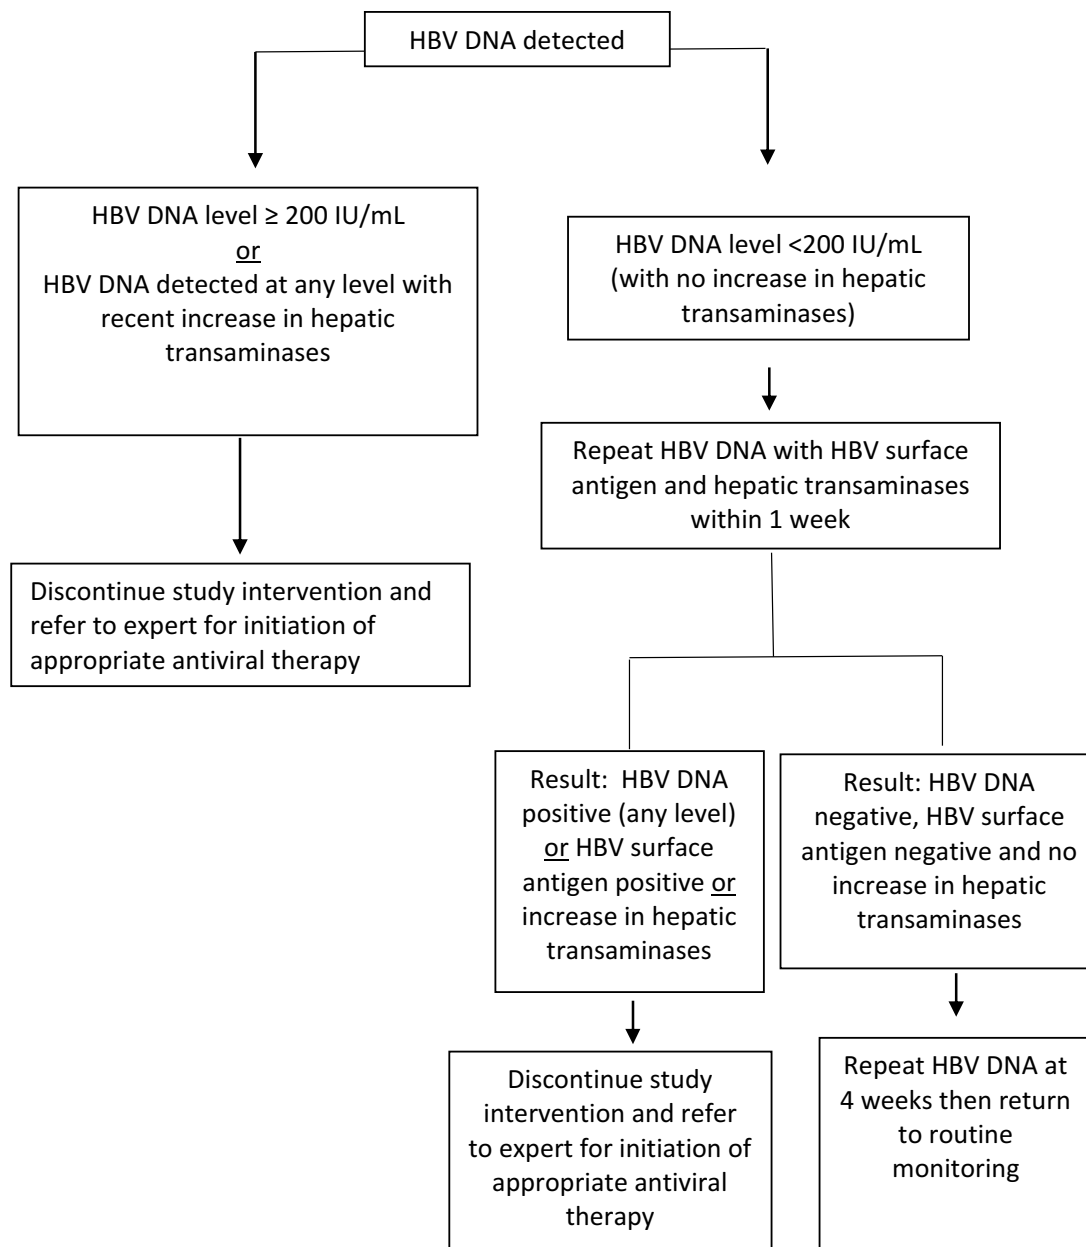 HBV DNA detected
HBV DNA level ≥ 200 IU/mL
or
HBV DNA detected at any level with
recent increase in hepatic
transaminases
HBV DNA level <200 IU/mL
(with no increase in hepatic
transaminases)
Repeat HBV DNA with HBV surface
antigen and hepatic transaminases
within 1 week
Discontinue study intervention and
refer to expert for initiation of
appropriate antiviral therapy
Result:  HBV DNA
positive (any level)
or HBV surface
antigen positive or
increase in hepatic
transaminases
Result: HBV DNA
negative, HBV surface
antigen negative and no
increase in hepatic
transaminases
Discontinue study
intervention and refer
to expert for initiation of
appropriate antiviral
therapy
Repeat HBV DNA at
4 weeks then return
to routine
monitoring